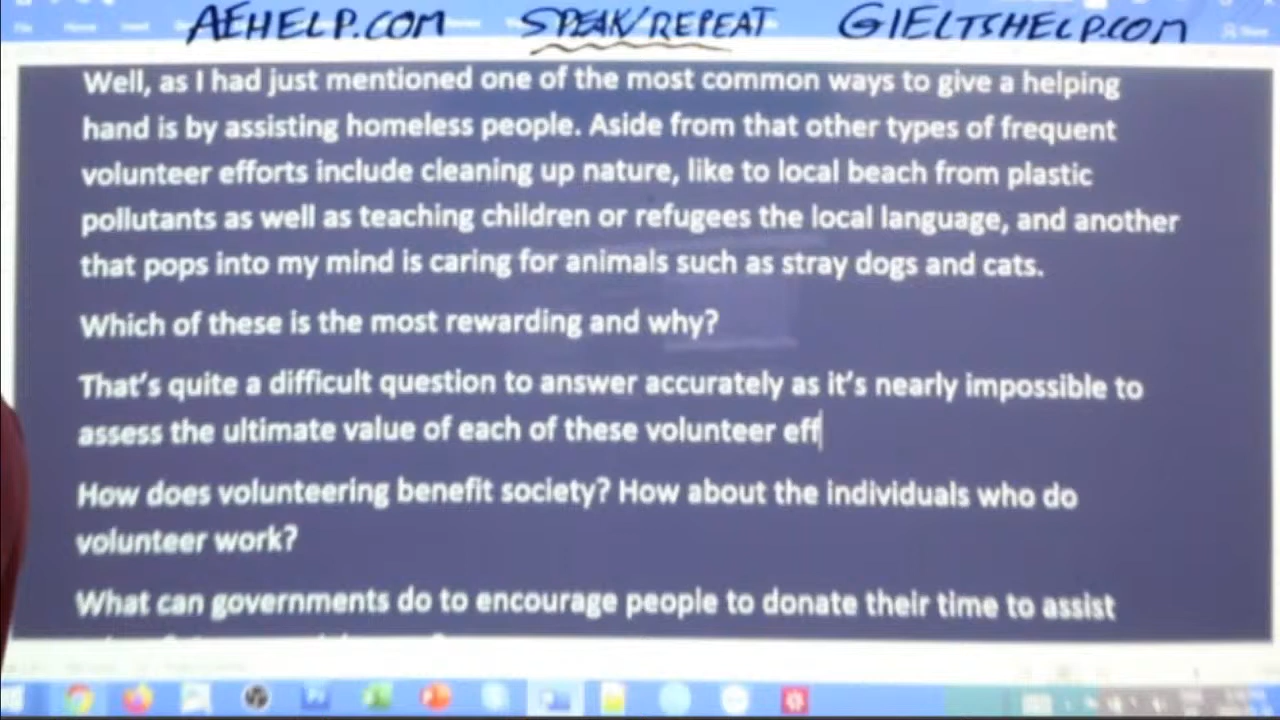 AEHELP.COM SPEAK/REPEAT GIELTSHELP.COM
Well, as I had just mentioned one of the most common ways to give a helping
hand is by assisting homeless people. Aside from that other types of frequent
volunteer efforts include cleaning up nature, like to local beach from plastic
pollutants as well as teaching children or refugees the local language, and another
that pops into my mind is caring for animals such as stray dogs and cats.
Which of these is the most rewarding and why?
That's quite a difficult question to answer accurately as it's nearly impossible to
assess the ultimate value of each of these volunteer eff
How does volunteering benefit society? How about the individuals who do
volunteer work?
What can governments do to encourage people to donate their time to assist